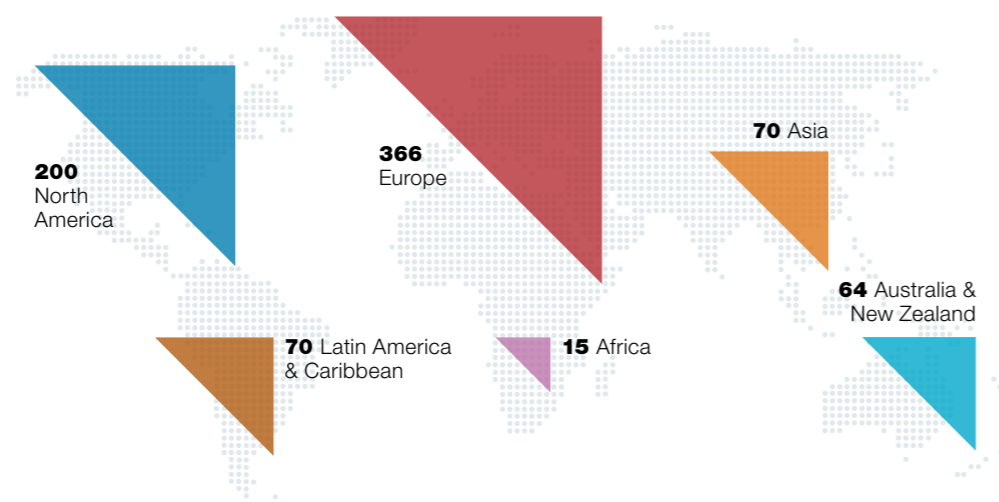 200
North
America
366
Europe
70 Asia
64 Australia &
New Zealand
70 Latin America
& Caribbean
15 Africa